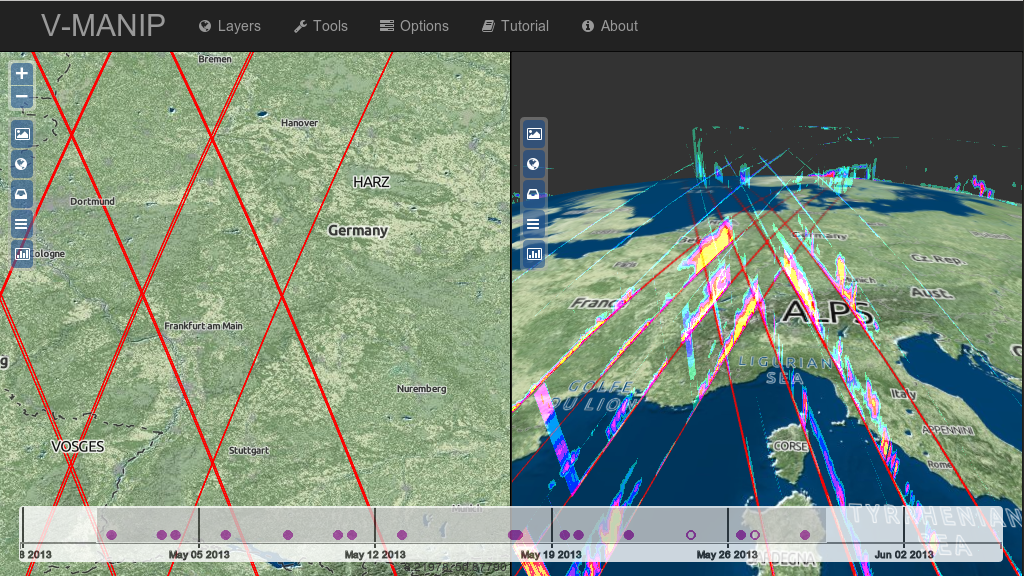 V-MANIP
Layers
Tools
Options
Tutorial
About
Bremen
Hanover
HARZ
Dortmund
Germany
ologne
Frankfurt am Main
g
Nuremberg
VOSGES
Stuttgart
Germany
Cz. Rep.
France
Aust.
ALPS
LIGURIAN
SEA
GOLFE
DU LION
Italy
CORSE
APPENNINI
Rome
TYRRHENIAN
SEA
8 2013
May 05 2013
May 12 2013
May 19 2013
May 26 2013
Jun 02 2013